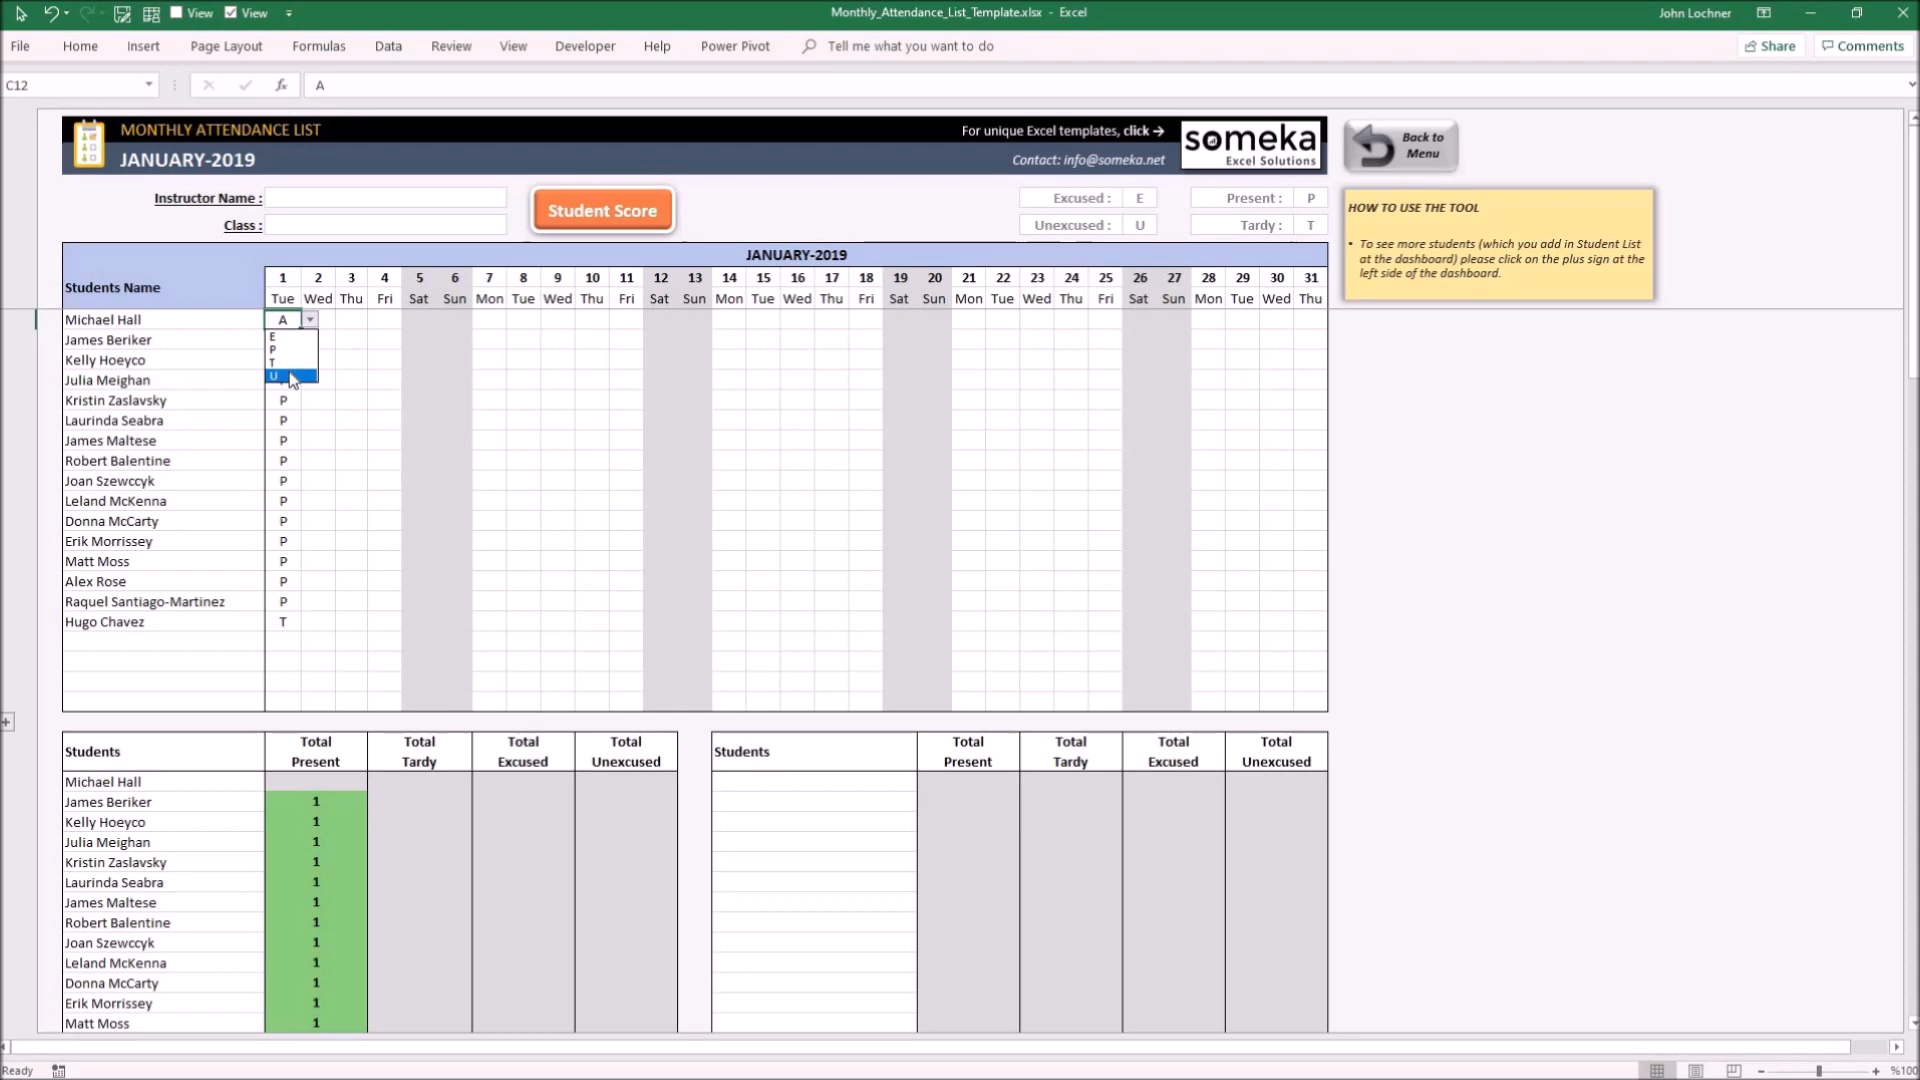 View View Monthly_Attendance_List_Template.xlsx - Excel John Lochner
File Home Insert Page Layout Formulas Data Review View Developer Help Power Pivot Tell me what you want to do Share Comments
C12 fx A
MONTHLY ATTENDANCE LIST
JANUARY-2019
For unique Excel templates, click →
Contact: info@someka.net
someka
Excel Solutions
Back to
Menu
Instructor Name :
Class :
Student Score
Excused : E Present : P
Unexcused : U Tardy : T
HOW TO USE THE TOOL
• To see more students (which you add in Student List
at the dashboard) please click on the plus sign at the
left side of the dashboard.
JANUARY-2019
Students Name
1 2 3 4 5 6 7 8 9 10 11 12 13 14 15 16 17 18 19 20 21 22 23 24 25 26 27 28 29 30 31
Tue Wed Thu Fri Sat Sun Mon Tue Wed Thu Fri Sat Sun Mon Tue Wed Thu Fri Sat Sun Mon Tue Wed Thu Fri Sat Sun Mon Tue Wed Thu
Michael Hall A
E
P
T
U
James Beriker
Kelly Hoeyco
Julia Meighan
Kristin Zaslavsky P
Laurinda Seabra P
James Maltese P
Robert Balentine P
Joan Szewccyk P
Leland McKenna P
Donna McCarty P
Erik Morrissey P
Matt Moss P
Alex Rose P
Raquel Santiago-Martinez P
Hugo Chavez T
Students Total Present Total Tardy Total Excused Total Unexcused Students Total Present Total Tardy Total Excused Total Unexcused
Michael Hall
James Beriker 1
Kelly Hoeyco 1
Julia Meighan 1
Kristin Zaslavsky 1
Laurinda Seabra 1
James Maltese 1
Robert Balentine 1
Joan Szewccyk 1
Leland McKenna 1
Donna McCarty 1
Erik Morrissey 1
Matt Moss 1
Ready %100